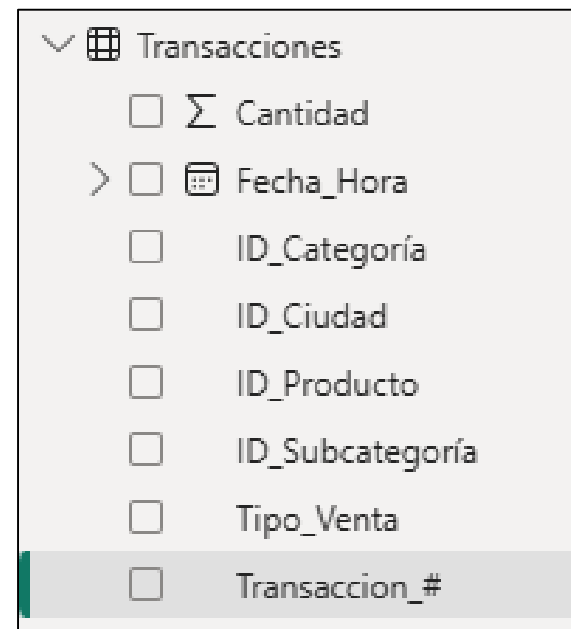 Transacciones
Σ Cantidad
Fecha_Hora
ID_Categoría
ID_Ciudad
ID_Producto
ID_Subcategoría
Tipo_Venta
Transaccion_#